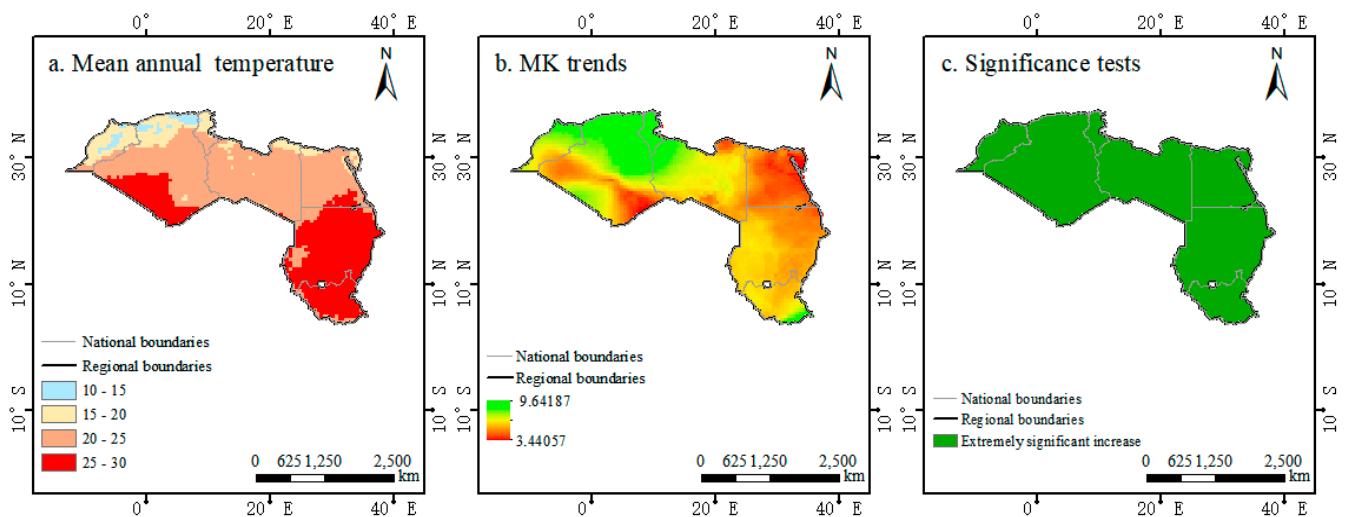 0° 20° E 40° E
0° 20° E 40° E
0° 20° E 40° E
a. Mean annual temperature
N
30° N
10° N
10° S
National boundaries
Regional boundaries
10 - 15
15 - 20
20 - 25
25 - 30
0 625 1,250 2,500
km
0° 20° E 40° E
b. MK trends
N
30° N
10° N
10° S
National boundaries
Regional boundaries
9.64187
3.44057
0 625 1,250 2,500
km
0° 20° E 40° E
c. Significance tests
N
30° N
10° N
10° S
National boundaries
Regional boundaries
Extremely significant increase
0 625 1,250 2,500
km
0° 20° E 40° E
30° N
10° N
10° S